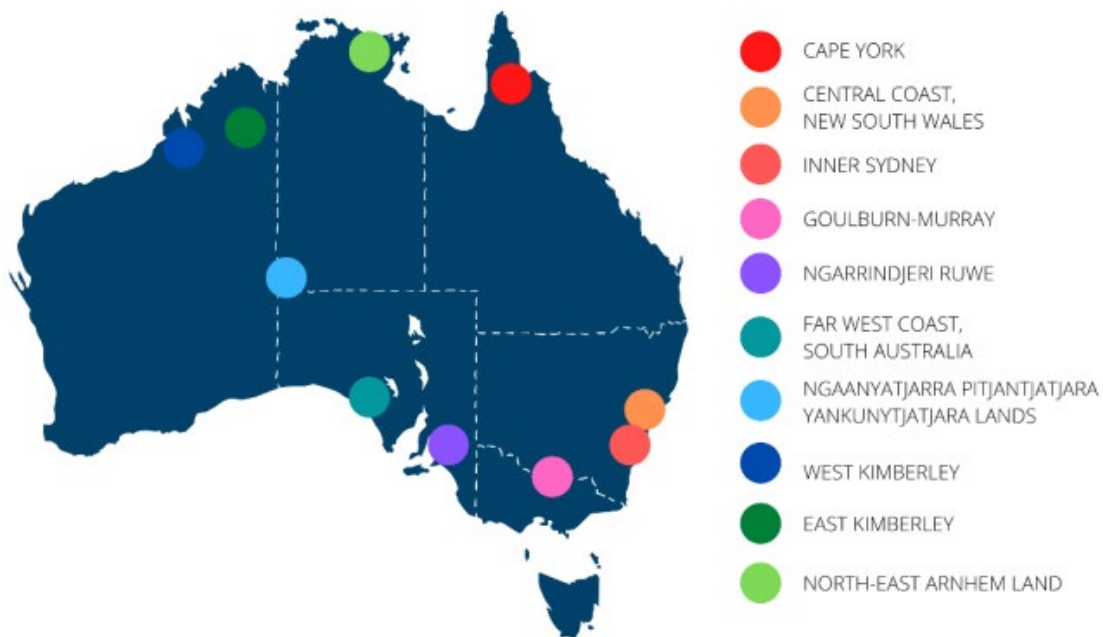 CAPE YORK
CENTRAL COAST,
NEW SOUTH WALES
INNER SYDNEY
GOULBURN-MURRAY
NGARRINDJERI RUWE
FAR WEST COAST,
SOUTH AUSTRALIA
NGAANYATJARRA PITJANTJATJARA
YANKUNYTJATJARA LANDS
WEST KIMBERLEY
EAST KIMBERLEY
NORTH-EAST ARNHEM LAND